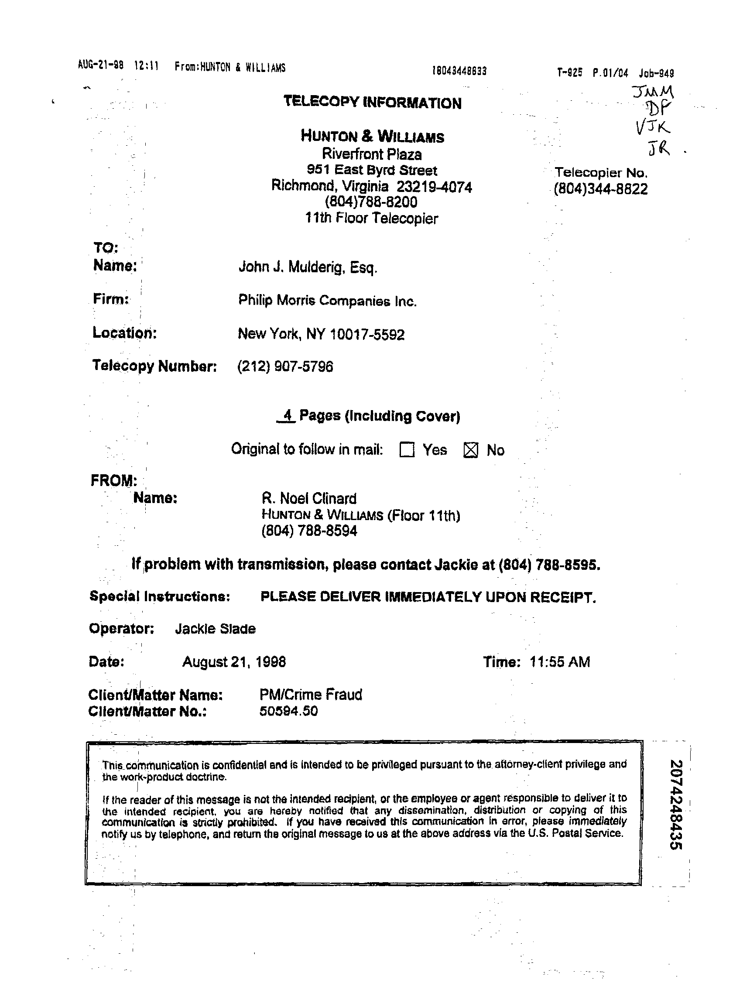 AUG-21-98 12:11 From:HUNTON & WILLIAMS 18043448633 T-925 P.01/04 Job-949
JMM
DP
VJK
JR
TELECOPY INFORMATION
HUNTON & WILLIAMS
Riverfront Plaza
951 East Byrd Street
Richmond, Virginia 23219-4074
(804)788-8200
11th Floor Telecopier
Telecopier No.
(804)344-8822
TO:
Name: John J. Mulderig, Esq.
Firm: Philip Morris Companies Inc.
Location: New York, NY 10017-5592
Telecopy Number: (212) 907-5796
4 Pages (Including Cover)
Original to follow in mail: ☐ Yes ☒ No
FROM:
Name: R. Noel Clinard
HUNTON & WILLIAMS (Floor 11th)
(804) 788-8594
If problem with transmission, please contact Jackie at (804) 788-8595.
Special Instructions: PLEASE DELIVER IMMEDIATELY UPON RECEIPT.
Operator: Jackie Slade
Date: August 21, 1998 Time: 11:55 AM
Client/Matter Name: PM/Crime Fraud
Client/Matter No.: 50594.50
This communication is confidential and is intended to be privileged pursuant to the attorney-client privilege and
the work-product doctrine.
If the reader of this message is not the intended recipient, or the employee or agent responsible to deliver it to
the intended recipient, you are hereby notified that any dissemination, distribution or copying of this
communication is strictly prohibited. If you have received this communication in error, please immediately
notify us by telephone, and return the original message to us at the above address via the U.S. Postal Service.
2074248435